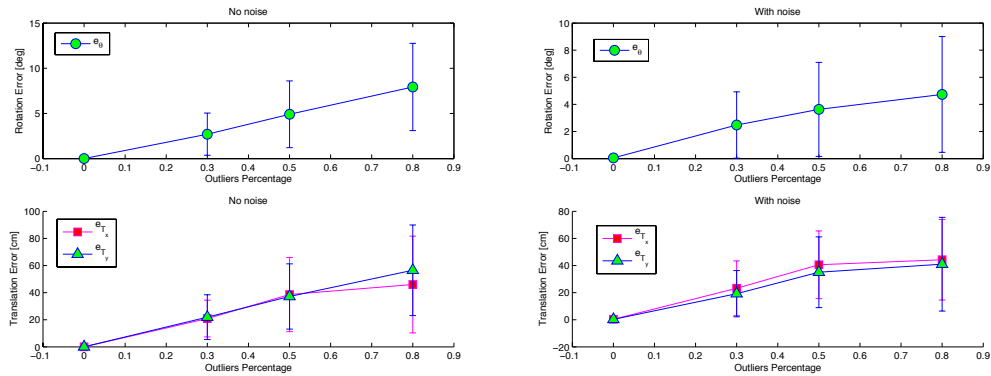 No noise
15
10
5
0
Rotation Error [deg]
e_θ
−0.1 0 0.1 0.2 0.3 0.4 0.5 0.6 0.7 0.8 0.9
Outliers Percentage
With noise
10
8
6
4
2
0
Rotation Error [deg]
e_θ
−0.1 0 0.1 0.2 0.3 0.4 0.5 0.6 0.7 0.8 0.9
Outliers Percentage
No noise
100
80
60
40
20
0
Translation Error [cm]
e_T_x
e_T_y
−0.1 0 0.1 0.2 0.3 0.4 0.5 0.6 0.7 0.8 0.9
Outliers Percentage
With noise
80
60
40
20
0
−20
Translation Error [cm]
e_T_x
e_T_y
−0.1 0 0.1 0.2 0.3 0.4 0.5 0.6 0.7 0.8 0.9
Outliers Percentage